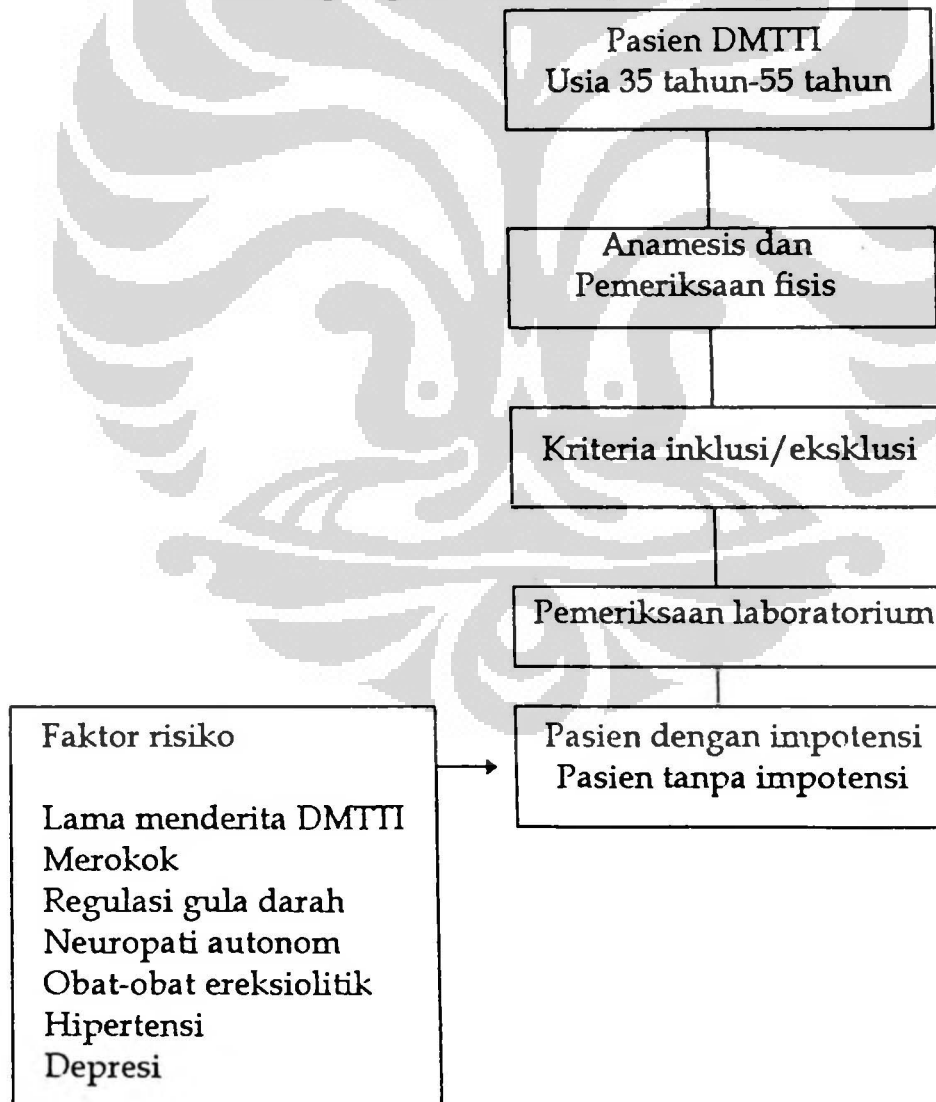 Pasien DMTTI
Usia 35 tahun-55 tahun
Anamesis dan
Pemeriksaan fisis
Kriteria inklusi/eksklusi
Pemeriksaan laboratorium
Pasien dengan impotensi
Pasien tanpa impotensi
Faktor risiko
Lama menderita DMTTI
Merokok
Regulasi gula darah
Neuropati autonom
Obat-obat ereksiolitik
Hipertensi
Depresi